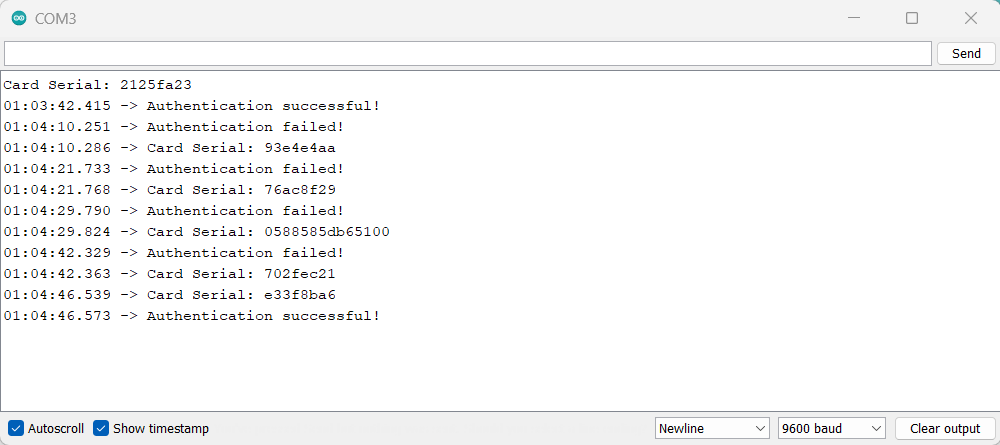 COM3
Send
Card Serial: 2125fa23
01:03:42.415 -> Authentication successful!
01:04:10.251 -> Authentication failed!
01:04:10.286 -> Card Serial: 93e4e4aa
01:04:21.733 -> Authentication failed!
01:04:21.768 -> Card Serial: 76ac8f29
01:04:29.790 -> Authentication failed!
01:04:29.824 -> Card Serial: 0588585db65100
01:04:42.329 -> Authentication failed!
01:04:42.363 -> Card Serial: 702fec21
01:04:46.539 -> Card Serial: e33f8ba6
01:04:46.573 -> Authentication successful!
Autoscroll Show timestamp Newline 9600 baud Clear output